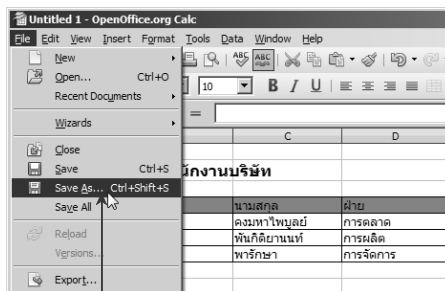 Untitled 1 - OpenOffice.org Calc
File Edit View Insert Format Tools Data Window Help
New
Open... Ctrl+O
Recent Documents
Wizards
Close
Save Ctrl+S
Save As... Ctrl+Shift+S
Save All
Reload
Versions...
Export...
ABC ABC
10 B I U
=
C D
นักงานบริษัท
นามสกุล ฝ่าย
คงมหาไพบูลย์ การตลาด
พันกิติยานนท์ การผลิต
พารักษา การจัดการ